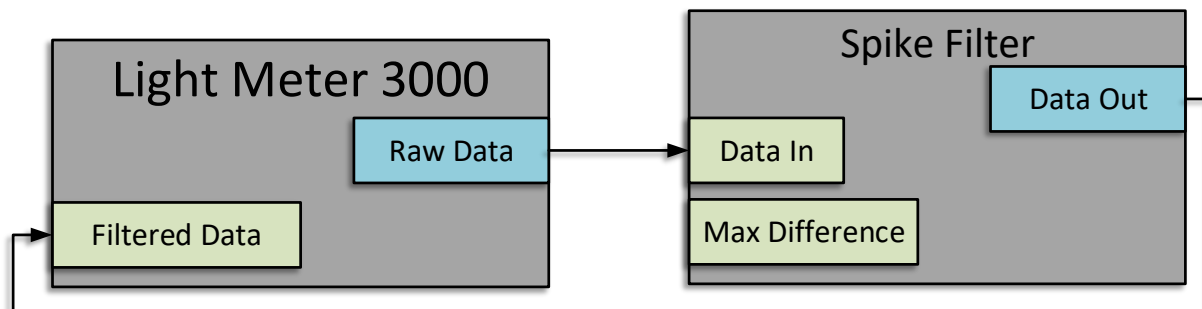 Light Meter 3000
Raw Data
Filtered Data
Spike Filter
Data Out
Data In
Max Difference